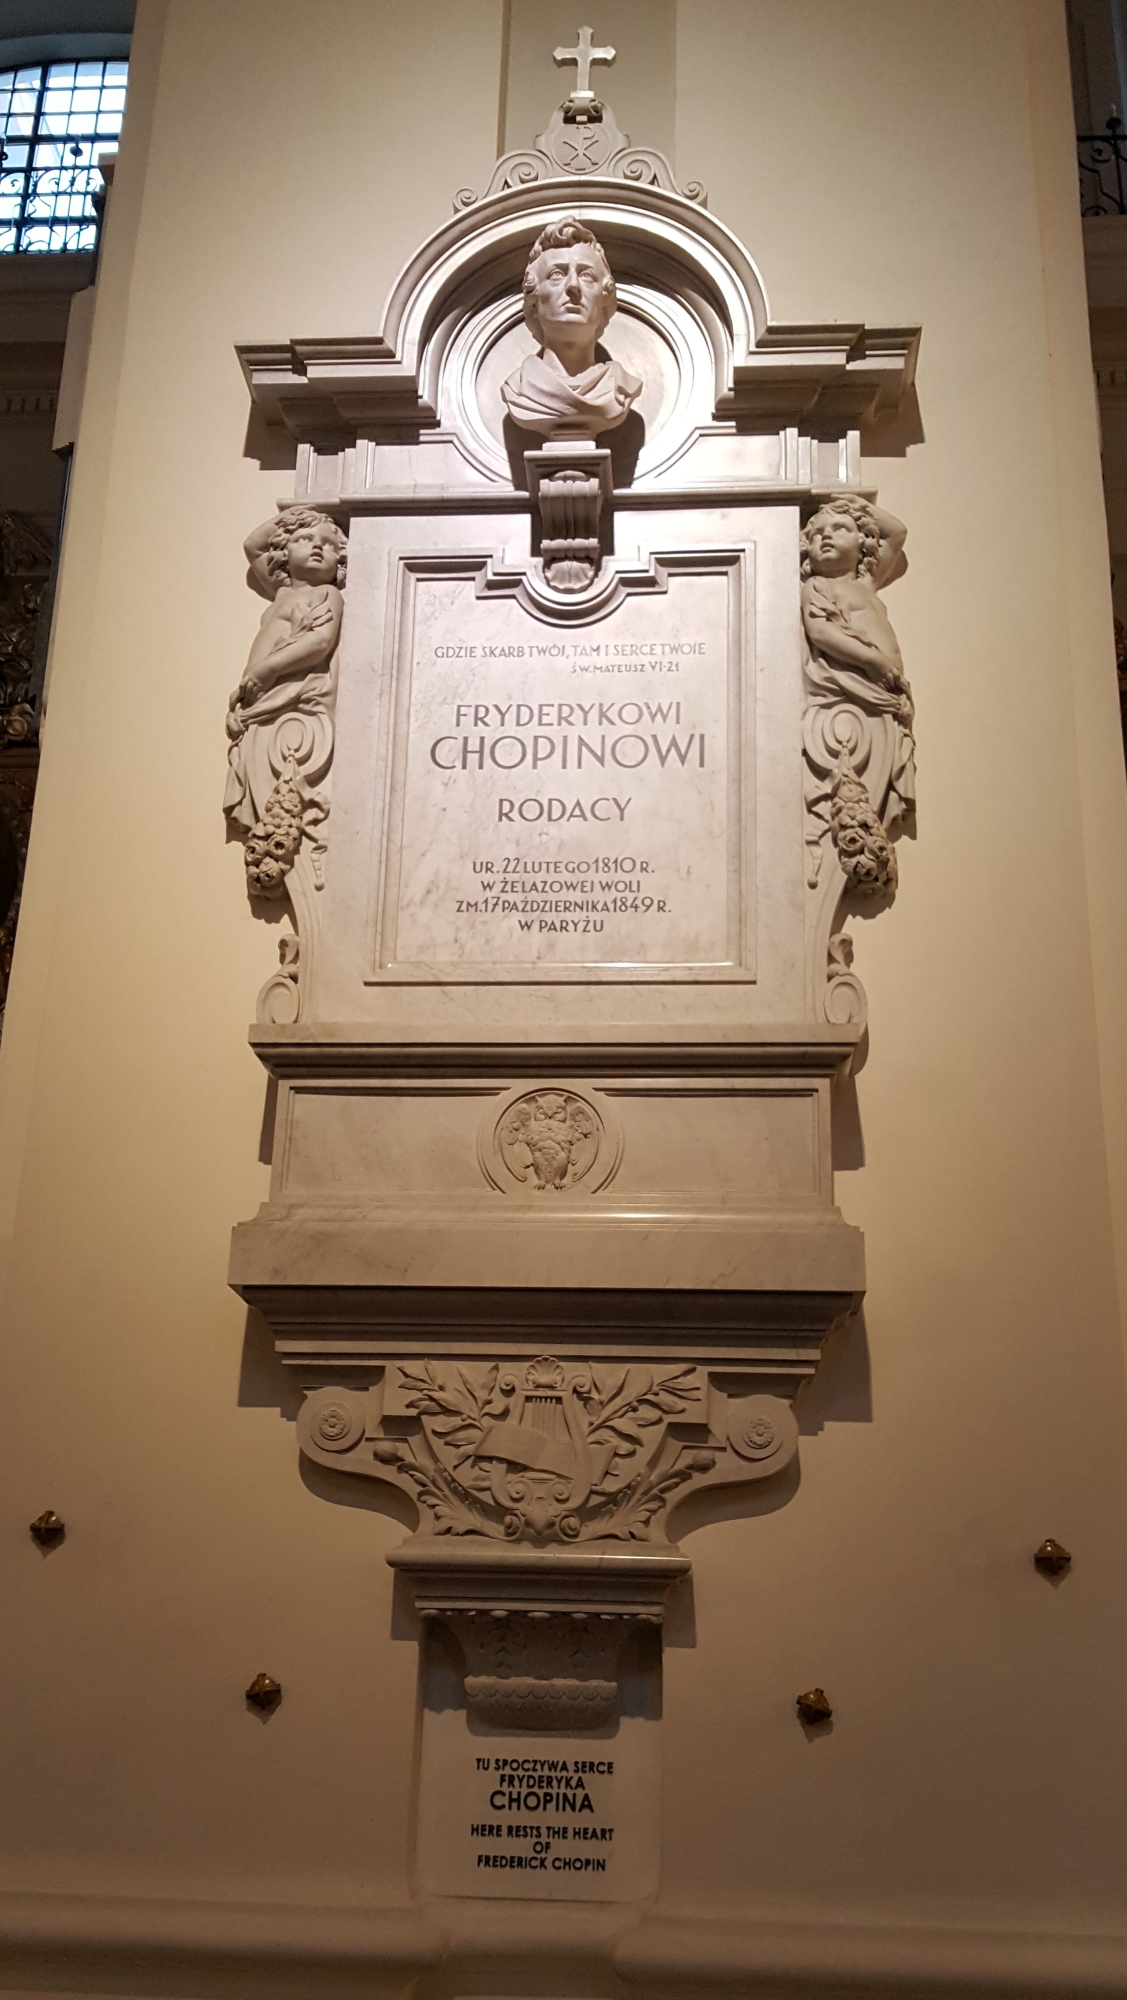 GDZIE SKARB TWÓJ, TAM I SERCE TWOJE
ŚW. MATEUSZ VI-21
FRYDERYKOWI
CHOPINOWI
RODACY
UR. 22 LUTEGO 1810 R.
W ŻELAZOWEJ WOLI
ZM. 17 PAŹDZIERNIKA 1849 R.
W PARYŻU
TU SPOCZYWA SERCE
FRYDERYKA
CHOPINA
HERE RESTS THE HEART
OF
FREDERICK CHOPIN